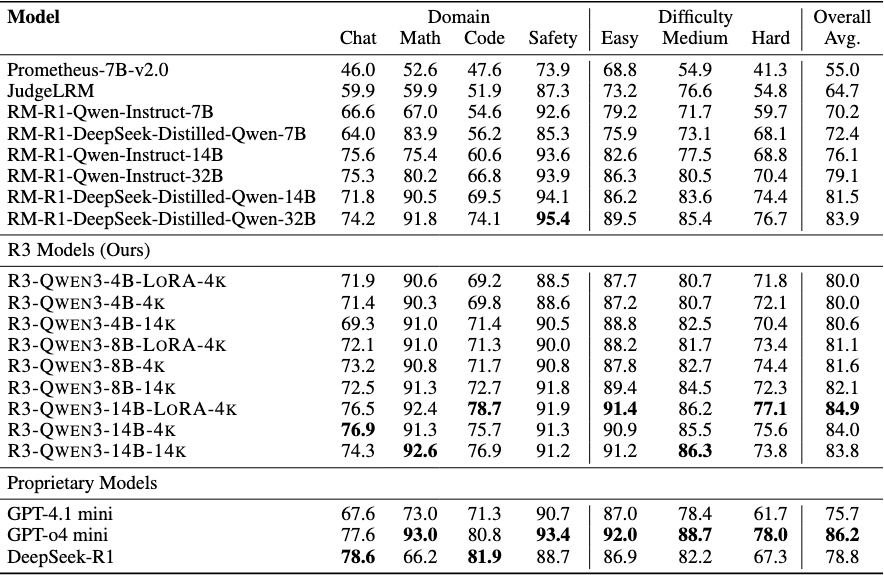 Model Domain Difficulty Overall
Chat Math Code Safety Easy Medium Hard Avg.
Prometheus-7B-v2.0 46.0 52.6 47.6 73.9 68.8 54.9 41.3 55.0
JudgeLRM 59.9 59.9 51.9 87.3 73.2 76.6 54.8 64.7
RM-R1-Qwen-Instruct-7B 66.6 67.0 54.6 92.6 79.2 71.7 59.7 70.2
RM-R1-DeepSeek-Distilled-Qwen-7B 64.0 83.9 56.2 85.3 75.9 73.1 68.1 72.4
RM-R1-Qwen-Instruct-14B 75.6 75.4 60.6 93.6 82.6 77.5 68.8 76.1
RM-R1-Qwen-Instruct-32B 75.3 80.2 66.8 93.9 86.3 80.5 70.4 79.1
RM-R1-DeepSeek-Distilled-Qwen-14B 71.8 90.5 69.5 94.1 86.2 83.6 74.4 81.5
RM-R1-DeepSeek-Distilled-Qwen-32B 74.2 91.8 74.1 95.4 89.5 85.4 76.7 83.9
R3 Models (Ours)
R3-QWEN3-4B-LORA-4K 71.9 90.6 69.2 88.5 87.7 80.7 71.8 80.0
R3-QWEN3-4B-4K 71.4 90.3 69.8 88.6 87.2 80.7 72.1 80.0
R3-QWEN3-4B-14K 69.3 91.0 71.4 90.5 88.8 82.5 70.4 80.6
R3-QWEN3-8B-LORA-4K 72.1 91.0 71.3 90.0 88.2 81.7 73.4 81.1
R3-QWEN3-8B-4K 73.2 90.8 71.7 90.8 87.8 82.7 74.4 81.6
R3-QWEN3-8B-14K 72.5 91.3 72.7 91.8 89.4 84.5 72.3 82.1
R3-QWEN3-14B-LORA-4K 76.5 92.4 78.7 91.9 91.4 86.2 77.1 84.9
R3-QWEN3-14B-4K 76.9 91.3 75.7 91.3 90.9 85.5 75.6 84.0
R3-QWEN3-14B-14K 74.3 92.6 76.9 91.2 91.2 86.3 73.8 83.8
Proprietary Models
GPT-4.1 mini 67.6 73.0 71.3 90.7 87.0 78.4 61.7 75.7
GPT-o4 mini 77.6 93.0 80.8 93.4 92.0 88.7 78.0 86.2
DeepSeek-R1 78.6 66.2 81.9 88.7 86.9 82.2 67.3 78.8